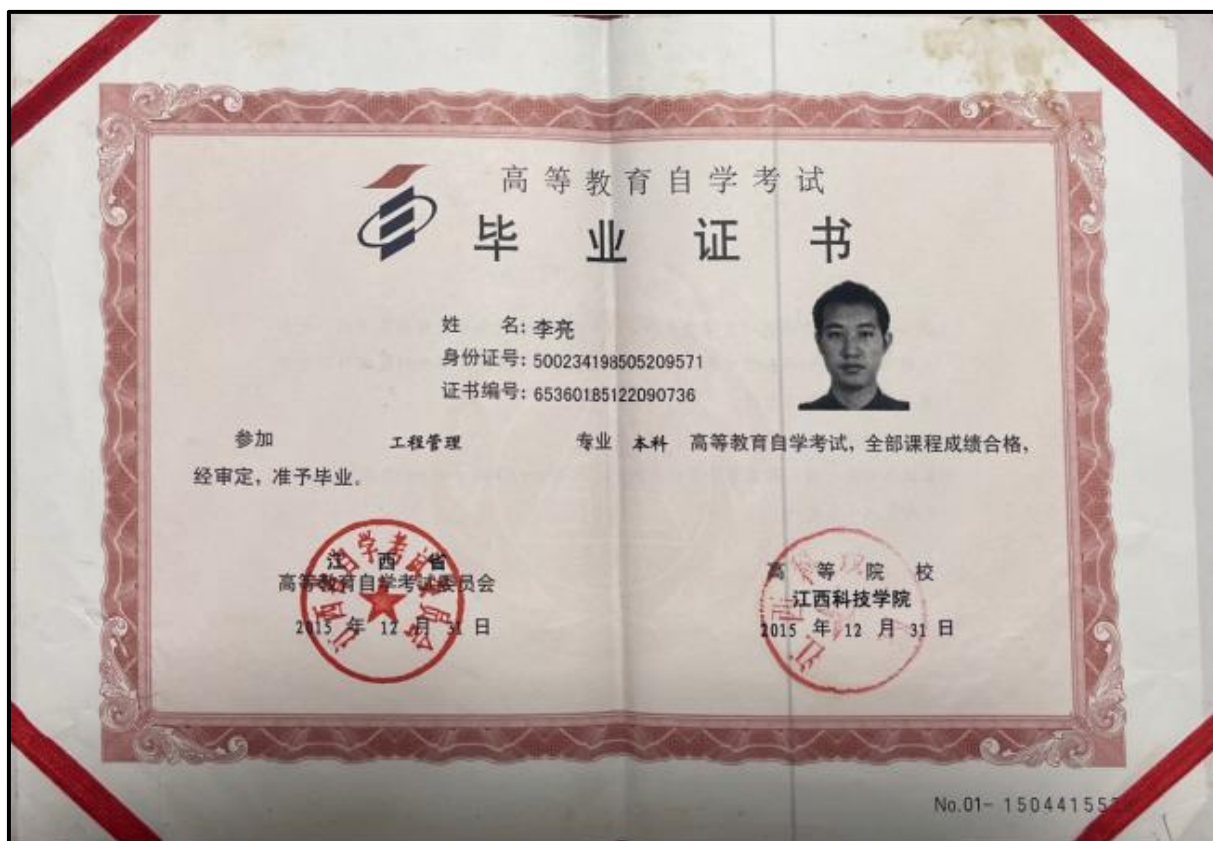 高等教育自学考试
毕业证书
姓 名: 李亮
身份证号: 500234198505209571
证书编号: 65360185122090736
参加 工程管理 专业 本科 高等教育自学考试，全部课程成绩合格，
经审定，准予毕业。
江西省
高等教育自学考试委员会
2015 年 12 月 31 日
高等院校
江西科技学院
2015 年 12 月 31 日
No.01- 15044155